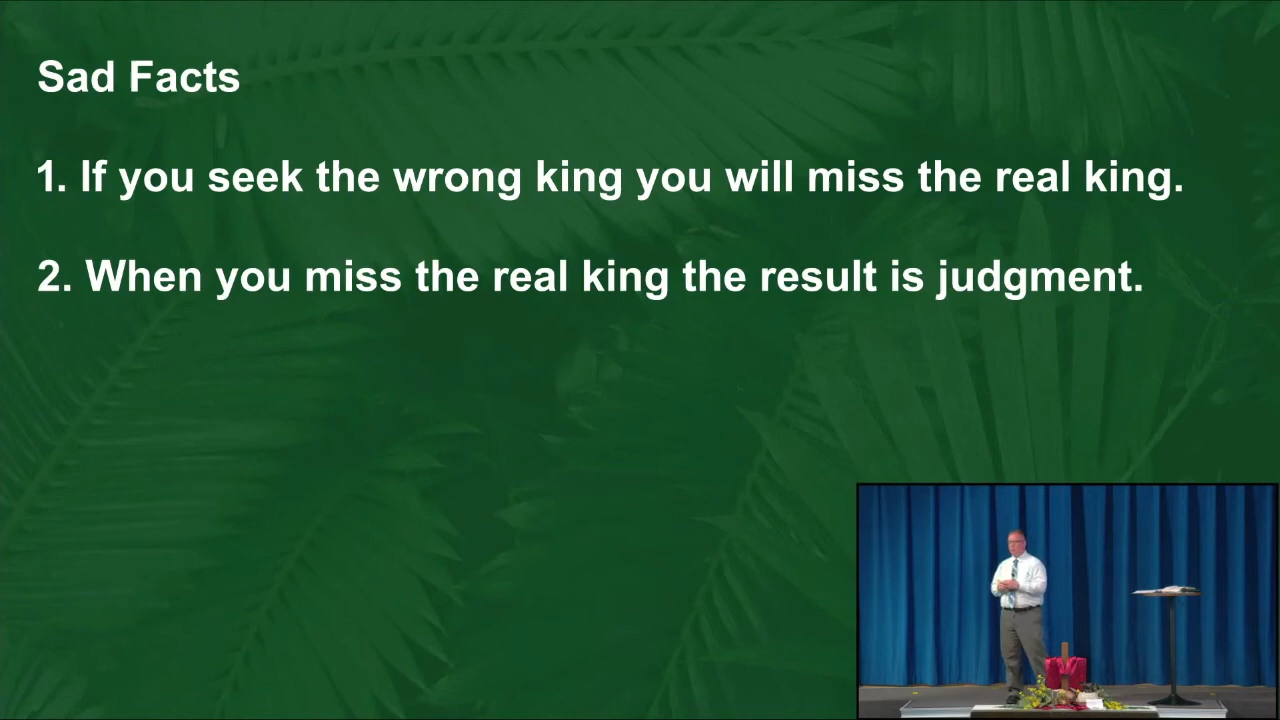 Sad Facts
1. If you seek the wrong king you will miss the real king.
2. When you miss the real king the result is judgment.